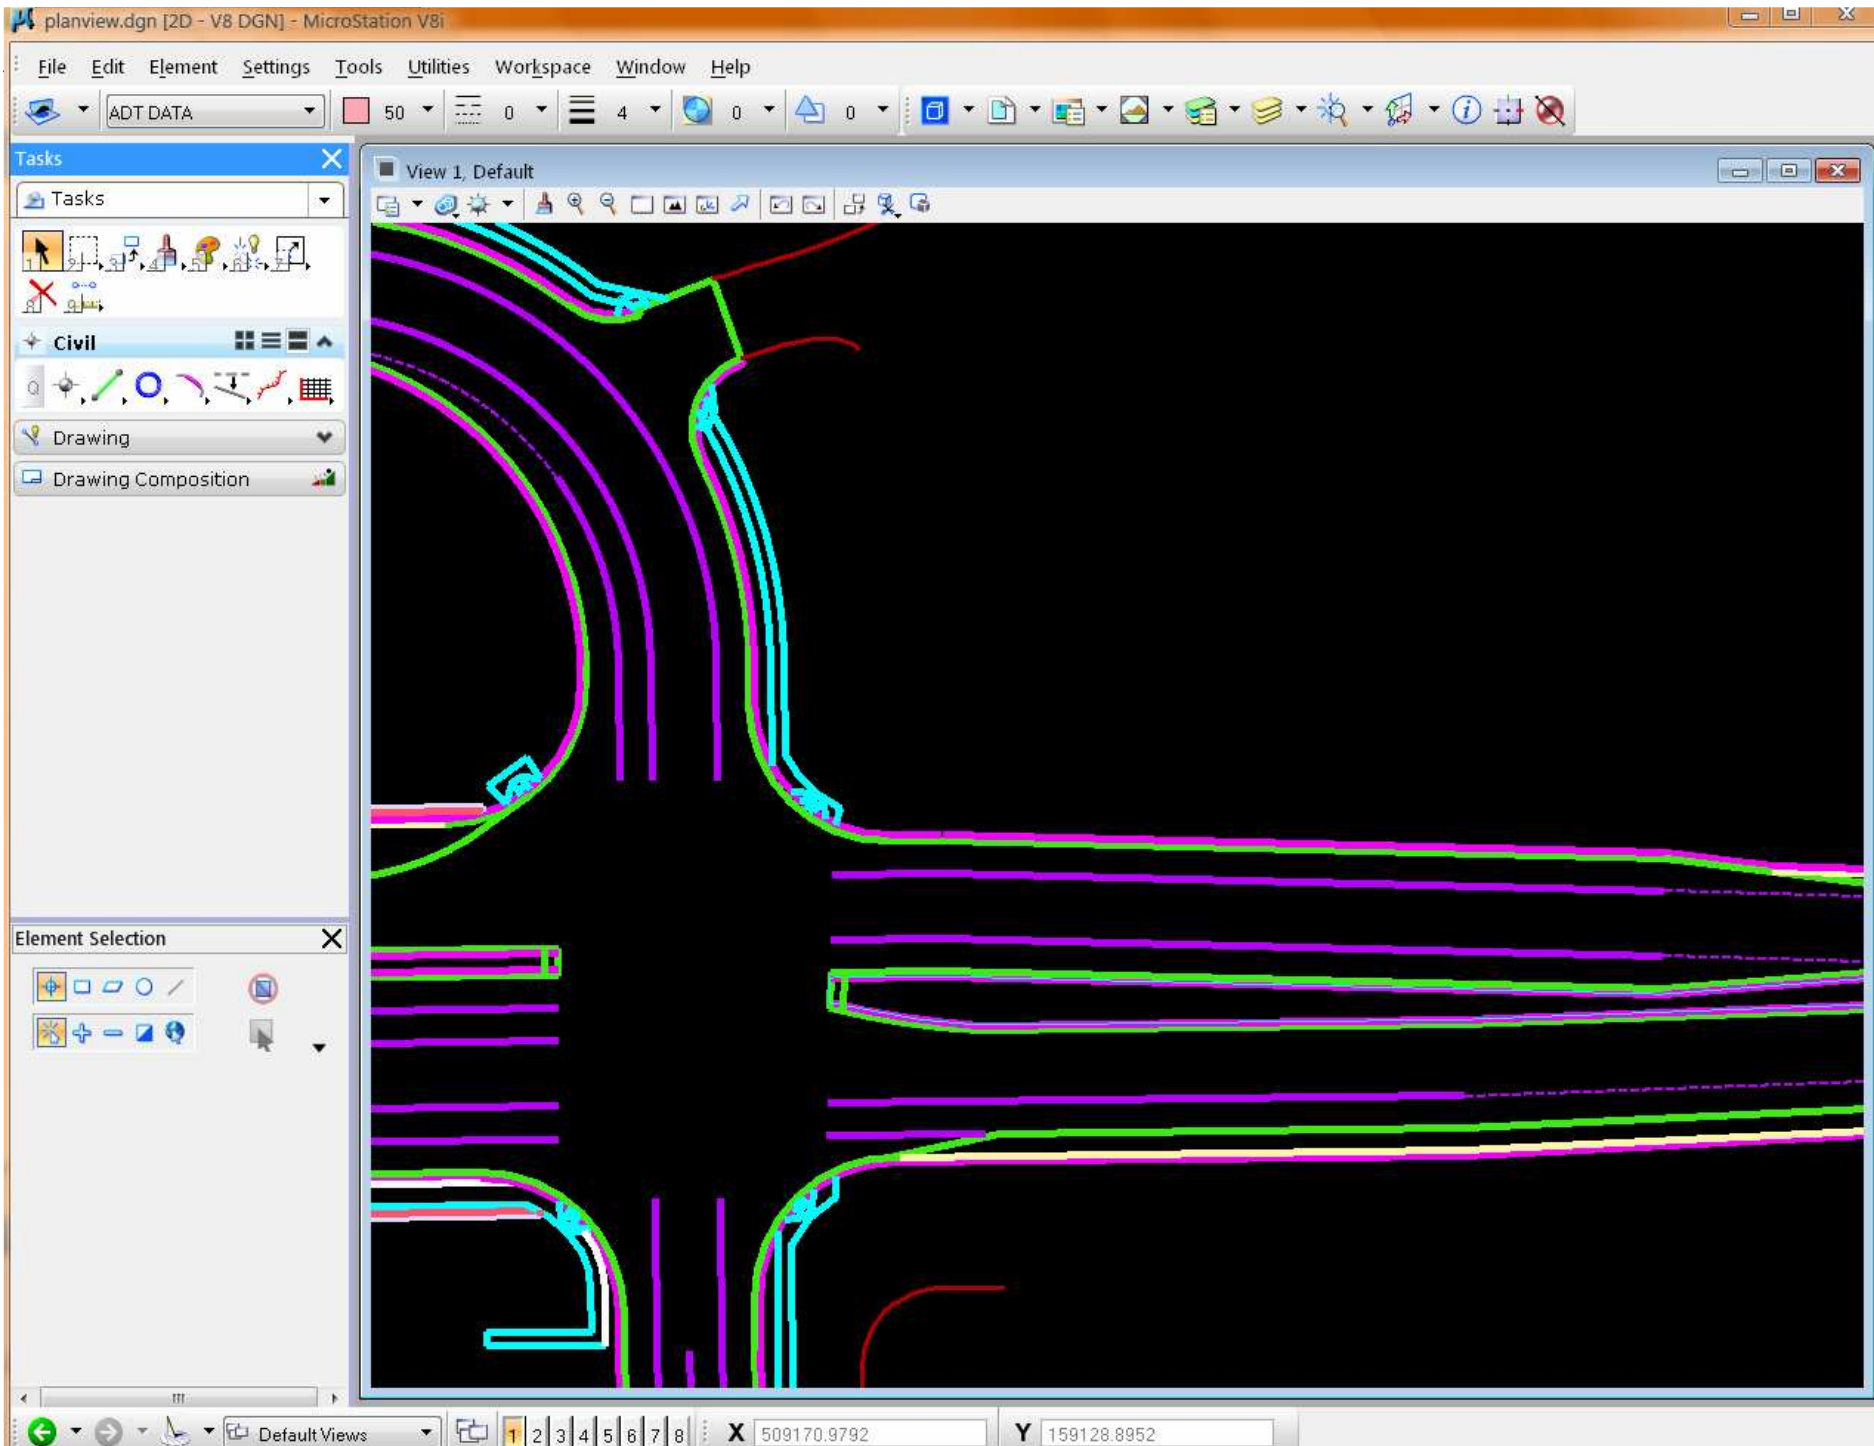 planview.dgn [2D - V8 DGN] - MicroStation V8i
File Edit Element Settings Tools Utilities Workspace Window Help
ADT DATA 50 0 4 0 0
Tasks
View 1, Default
Tasks
Civil
Q
Drawing
Drawing Composition
Element Selection
Default Views 1 2 3 4 5 6 7 8 X 509170.9792 Y 159128.8952